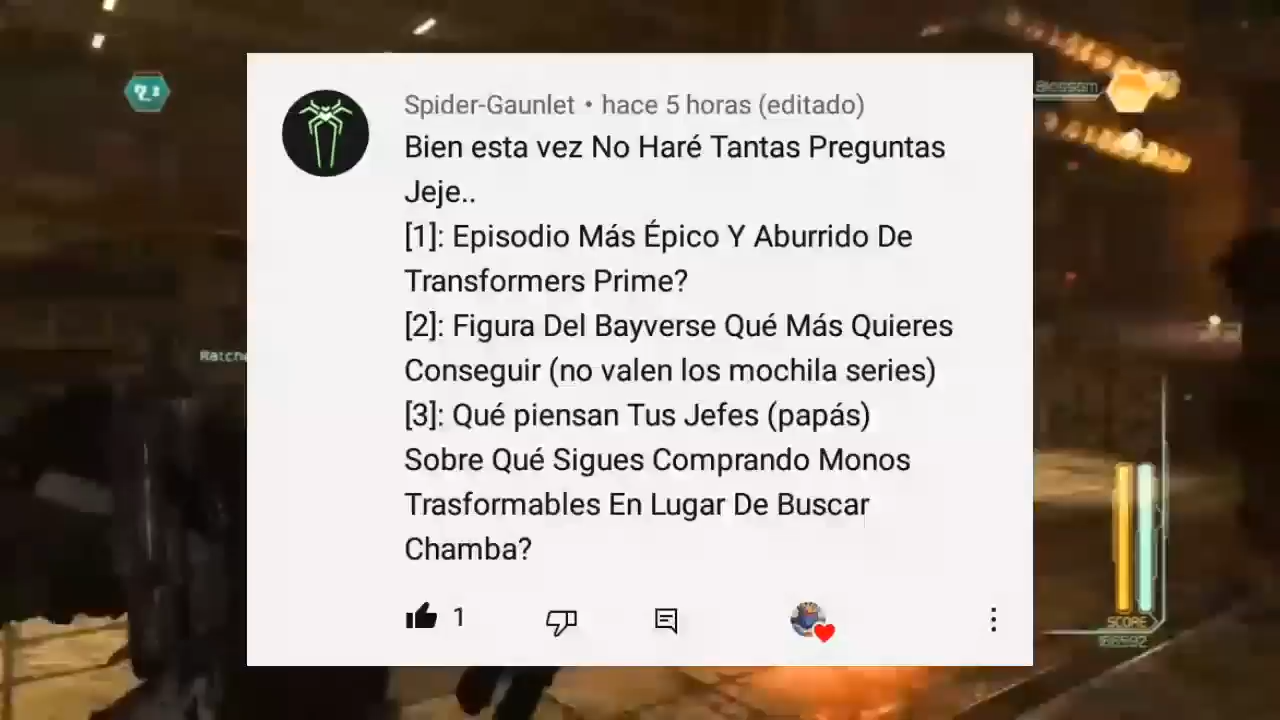 Spider-Gaunlet • hace 5 horas (editado)
Bien esta vez No Haré Tantas Preguntas
Jeje..
[1]: Episodio Más Épico Y Aburrido De
Transformers Prime?
[2]: Figura Del Bayverse Qué Más Quieres
Conseguir (no valen los mochila series)
[3]: Qué piensan Tus Jefes (papás)
Sobre Qué Sigues Comprando Monos
Trasformables En Lugar De Buscar
Chamba?
1
Blossom
Ratche
SCORE